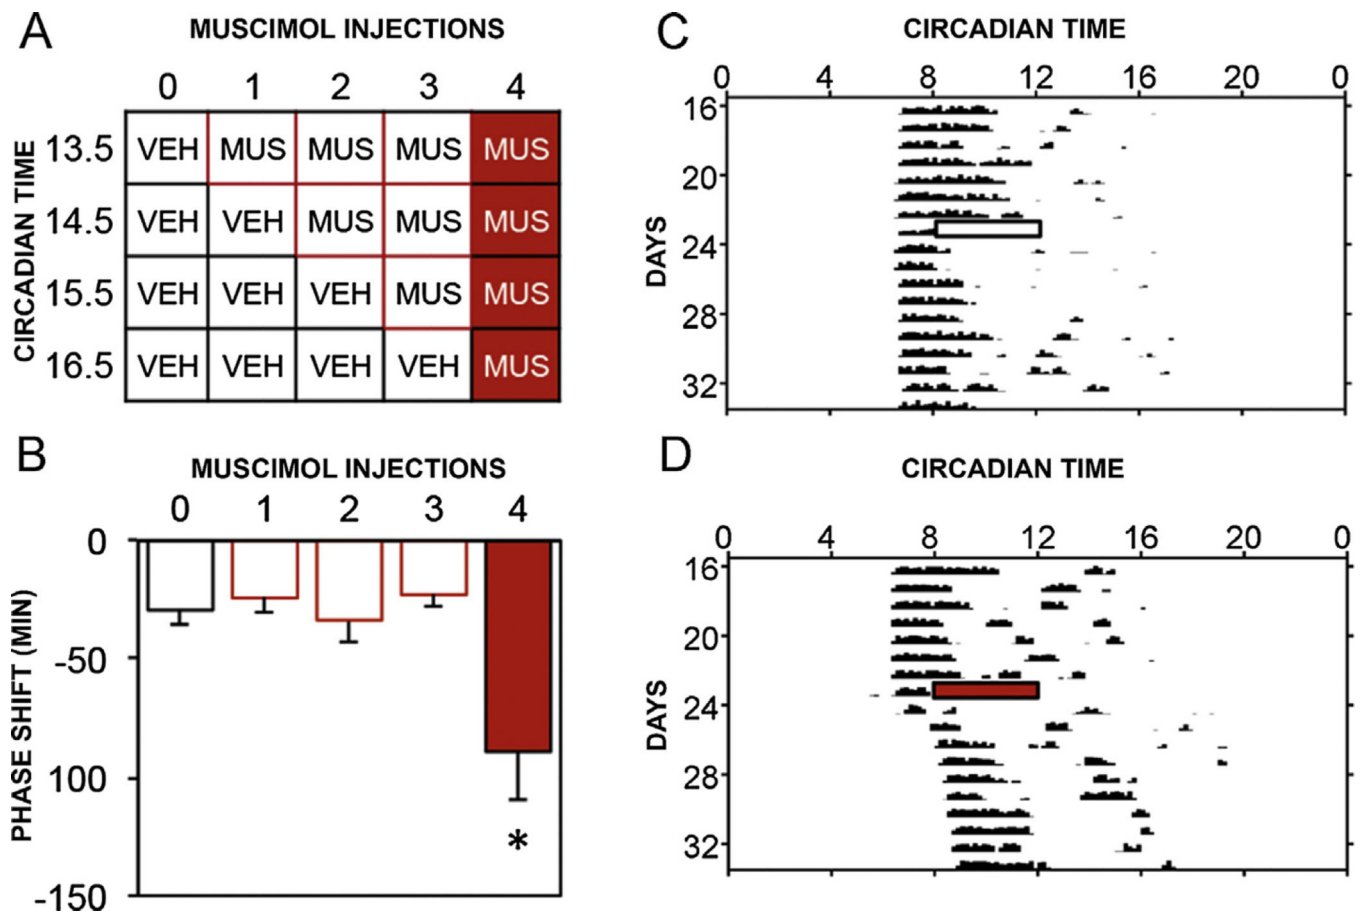 A
MUSCIMOL INJECTIONS
0 1 2 3 4
CIRCADIAN TIME
13.5 VEH MUS MUS MUS MUS
14.5 VEH VEH MUS MUS MUS
15.5 VEH VEH VEH MUS MUS
16.5 VEH VEH VEH VEH MUS
B
MUSCIMOL INJECTIONS
0 1 2 3 4
PHASE SHIFT (MIN)
0
-50
100
-150
*
C
CIRCADIAN TIME
0 4 8 12 16 20 0
DAYS
16
20
24
28
32
D
CIRCADIAN TIME
0 4 8 12 16 20 0
DAYS
16
20
24
28
32